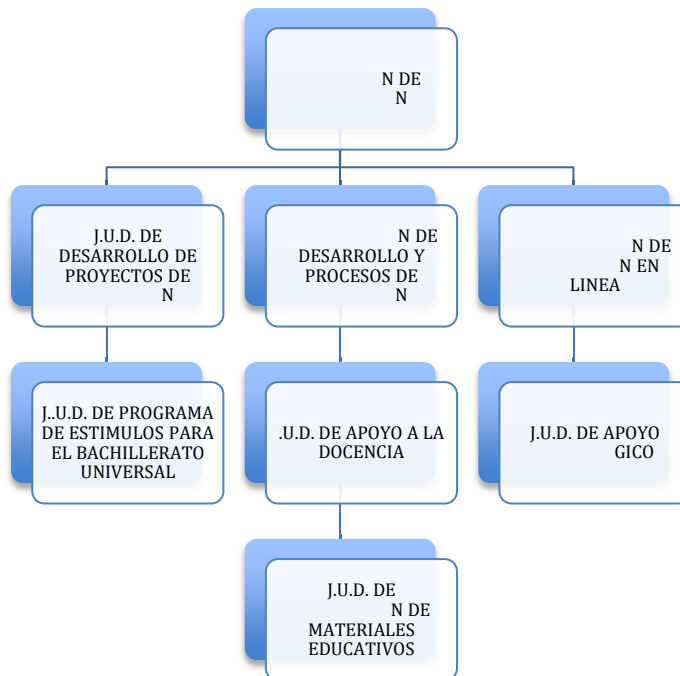 N DE
N
J.U.D. DE
DESARROLLO DE
PROYECTOS DE
N
N DE
DESARROLLO Y
PROCESOS DE
N
N DE
N EN
LINEA
J..U.D. DE PROGRAMA
DE ESTIMULOS PARA
EL BACHILLERATO
UNIVERSAL
.U.D. DE APOYO A LA
DOCENCIA
J.U.D. DE APOYO
GICO
J.U.D. DE
N DE
MATERIALES
EDUCATIVOS